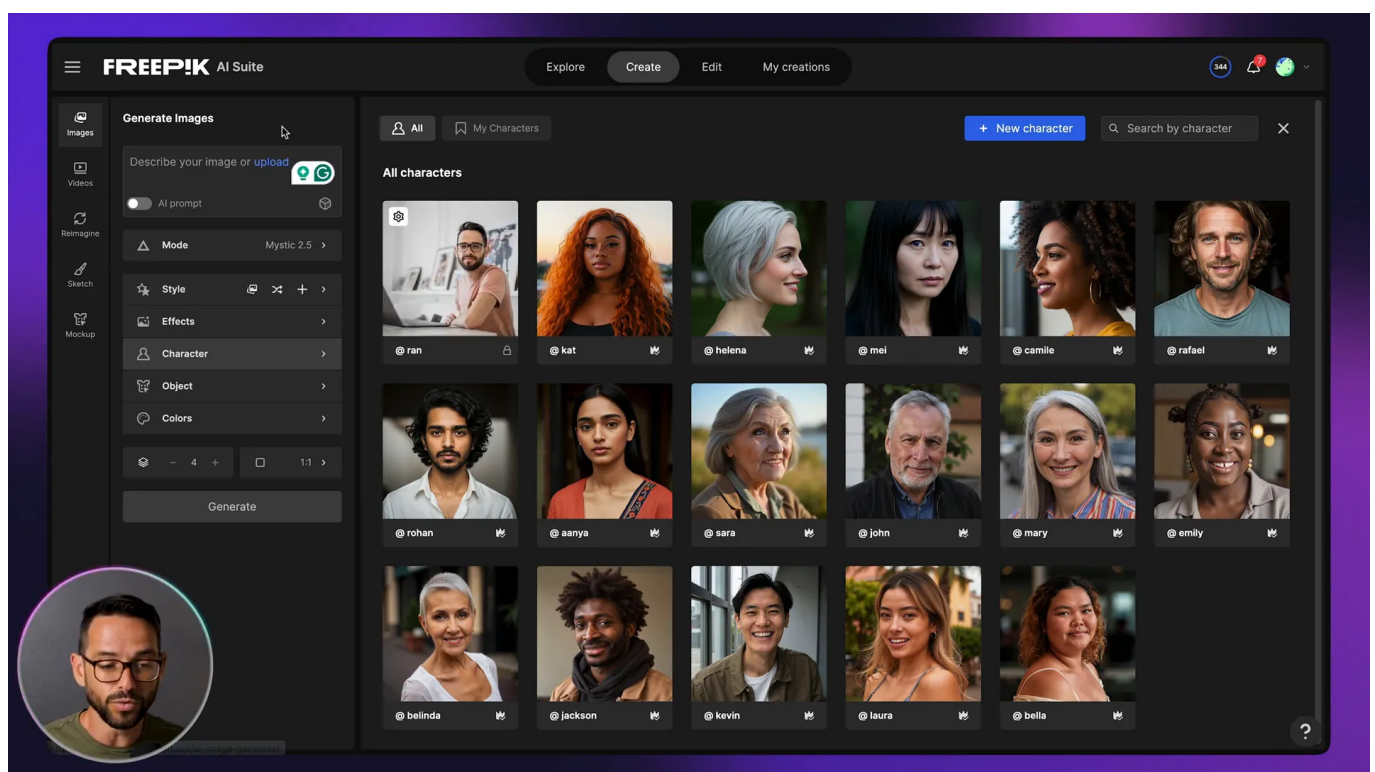 FREEP!K AI Suite
Explore
Create
Edit
My creations
344
7
Images
Videos
Reimagine
Sketch
Mockup
Generate Images
Describe your image or upload
AI prompt
Mode Mystic 2.5
Style
Effects
Character
Object
Colors
4
1:1
Generate
All
My Characters
+ New character
Search by character
All characters
@ ran
@ kat
@ helena
@ mei
@ camile
@ rafael
@ rohan
@ aanya
@ sara
@ john
@ mary
@ emily
@ belinda
@ jackson
@ kevin
@ laura
@ bella
?